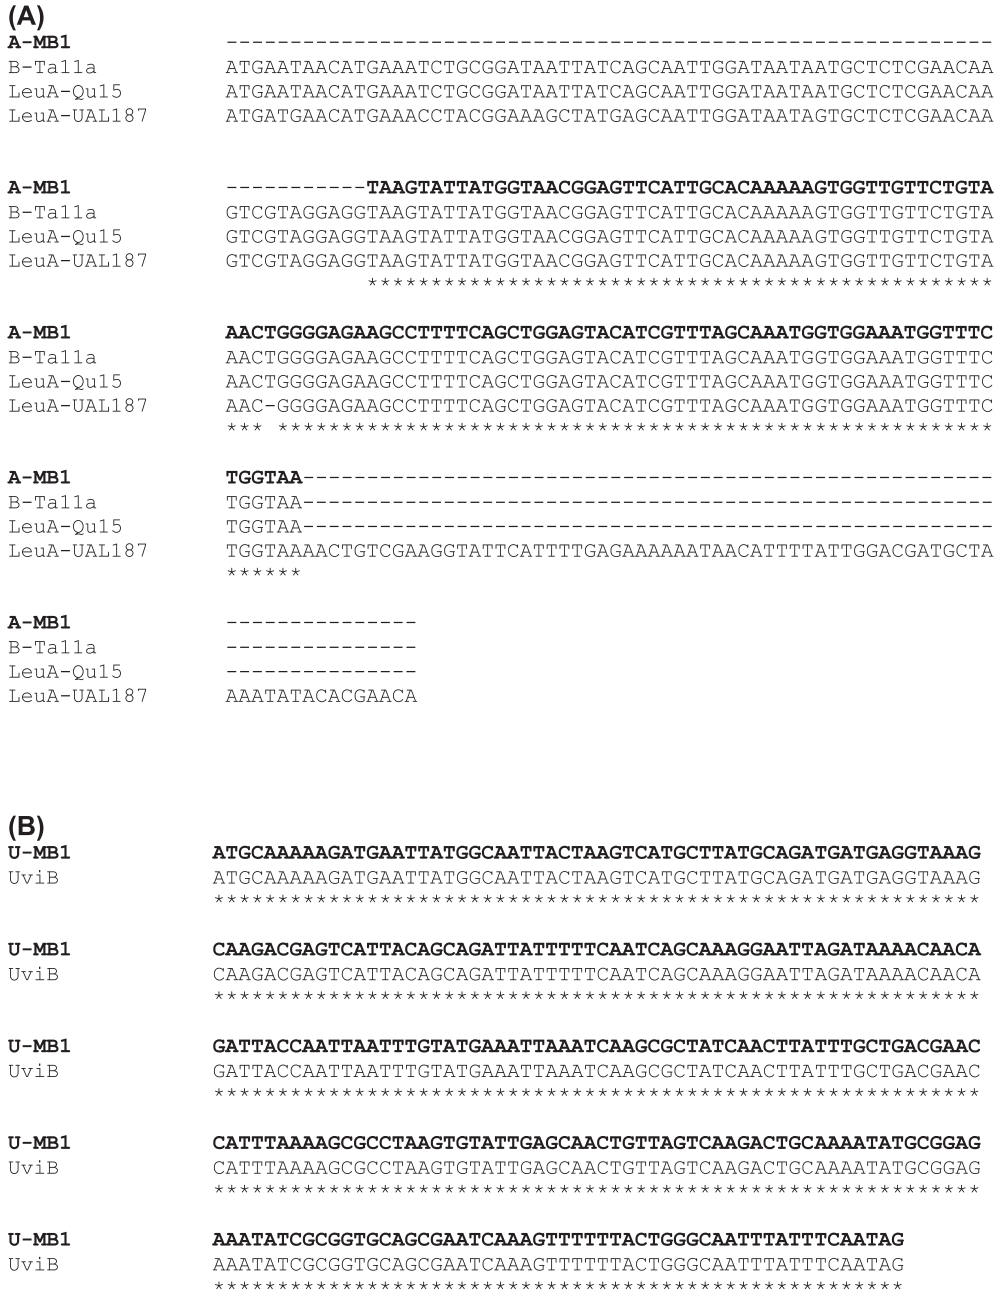 (A)
A-MB1 ------------------------------------------------------------
B-Ta11a ATGAATAACATGAAATCTGCGGATAATTATCAGCAATTGGATAATAATGCTCTCGAACAA
LeuA-Qu15 ATGAATAACATGAAATCTGCGGATAATTATCAGCAATTGGATAATAATGCTCTCGAACAA
LeuA-UAL187 ATGATGAACATGAAACCTACGGAAAGCTATGAGCAATTGGATAATAGTGCTCTCGAACAA
A-MB1 -----------TAAGTATTATGGTAACGGAGTTCATTGCACAAAAAGTGGTTGTTCTGTA
B-Ta11a GTCGTAGGAGGTAAGTATTATGGTAACGGAGTTCATTGCACAAAAAGTGGTTGTTCTGTA
LeuA-Qu15 GTCGTAGGAGGTAAGTATTATGGTAACGGAGTTCATTGCACAAAAAGTGGTTGTTCTGTA
LeuA-UAL187 GTCGTAGGAGGTAAGTATTATGGTAACGGAGTTCATTGCACAAAAAGTGGTTGTTCTGTA
*************************************************
A-MB1 AACTGGGGAGAAGCCTTTTCAGCTGGAGTACATCGTTTAGCAAATGGTGGAAATGGTTTC
B-Ta11a AACTGGGGAGAAGCCTTTTCAGCTGGAGTACATCGTTTAGCAAATGGTGGAAATGGTTTC
LeuA-Qu15 AACTGGGGAGAAGCCTTTTCAGCTGGAGTACATCGTTTAGCAAATGGTGGAAATGGTTTC
LeuA-UAL187 AAC-GGGGAGAAGCCTTTTCAGCTGGAGTACATCGTTTAGCAAATGGTGGAAATGGTTTC
*** ********************************************************
A-MB1 TGGTAA------------------------------------------------------
B-Ta11a TGGTAA------------------------------------------------------
LeuA-Qu15 TGGTAA------------------------------------------------------
LeuA-UAL187 TGGTAAAACTGTCGAAGGTATTCATTTTGAGAAAAAATAACATTTTATTGGACGATGCTA
******
A-MB1 ---------------
B-Ta11a ---------------
LeuA-Qu15 ---------------
LeuA-UAL187 AAATATACACGAACA
(B)
U-MB1 ATGCAAAAAGATGAATTATGGCAATTACTAAGTCATGCTTATGCAGATGATGAGGTAAAG
UviB ATGCAAAAAGATGAATTATGGCAATTACTAAGTCATGCTTATGCAGATGATGAGGTAAAG
************************************************************
U-MB1 CAAGACGAGTCATTACAGCAGATTATTTTTCAATCAGCAAAGGAATTAGATAAAACAACA
UviB CAAGACGAGTCATTACAGCAGATTATTTTTCAATCAGCAAAGGAATTAGATAAAACAACA
************************************************************
U-MB1 GATTACCAATTAATTTGTATGAAATTAAATCAAGCGCTATCAACTTATTTGCTGACGAAC
UviB GATTACCAATTAATTTGTATGAAATTAAATCAAGCGCTATCAACTTATTTGCTGACGAAC
************************************************************
U-MB1 CATTTAAAAGCGCCTAAGTGTATTGAGCAACTGTTAGTCAAGACTGCAAAATATGCGGAG
UviB CATTTAAAAGCGCCTAAGTGTATTGAGCAACTGTTAGTCAAGACTGCAAAATATGCGGAG
************************************************************
U-MB1 AAATATCGCGGTGCAGCGAATCAAAGTTTTTTACTGGGCAATTTATTTCAATAG
UviB AAATATCGCGGTGCAGCGAATCAAAGTTTTTTACTGGGCAATTTATTTCAATAG
******************************************************